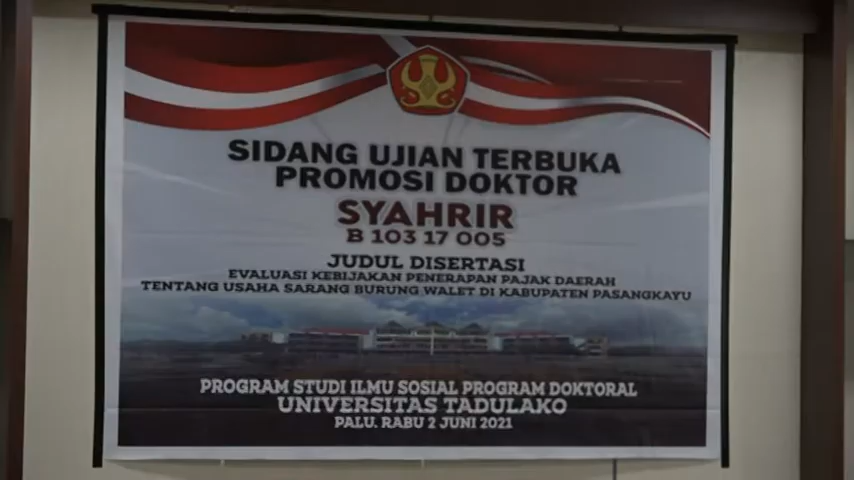 SIDANG UJIAN TERBUKA
PROMOSI DOKTOR
SYAHRIR
B 103 17 005
JUDUL DISERTASI
EVALUASI KEBIJAKAN PENERAPAN PAJAK DAERAH
TENTANG USAHA SARANG BURUNG WALET DI KABUPATEN PASANGKAYU
PROGRAM STUDI ILMU SOSIAL PROGRAM DOKTORAL
UNIVERSITAS TADULAKO
PALU. RABU 2 JUNI 2021